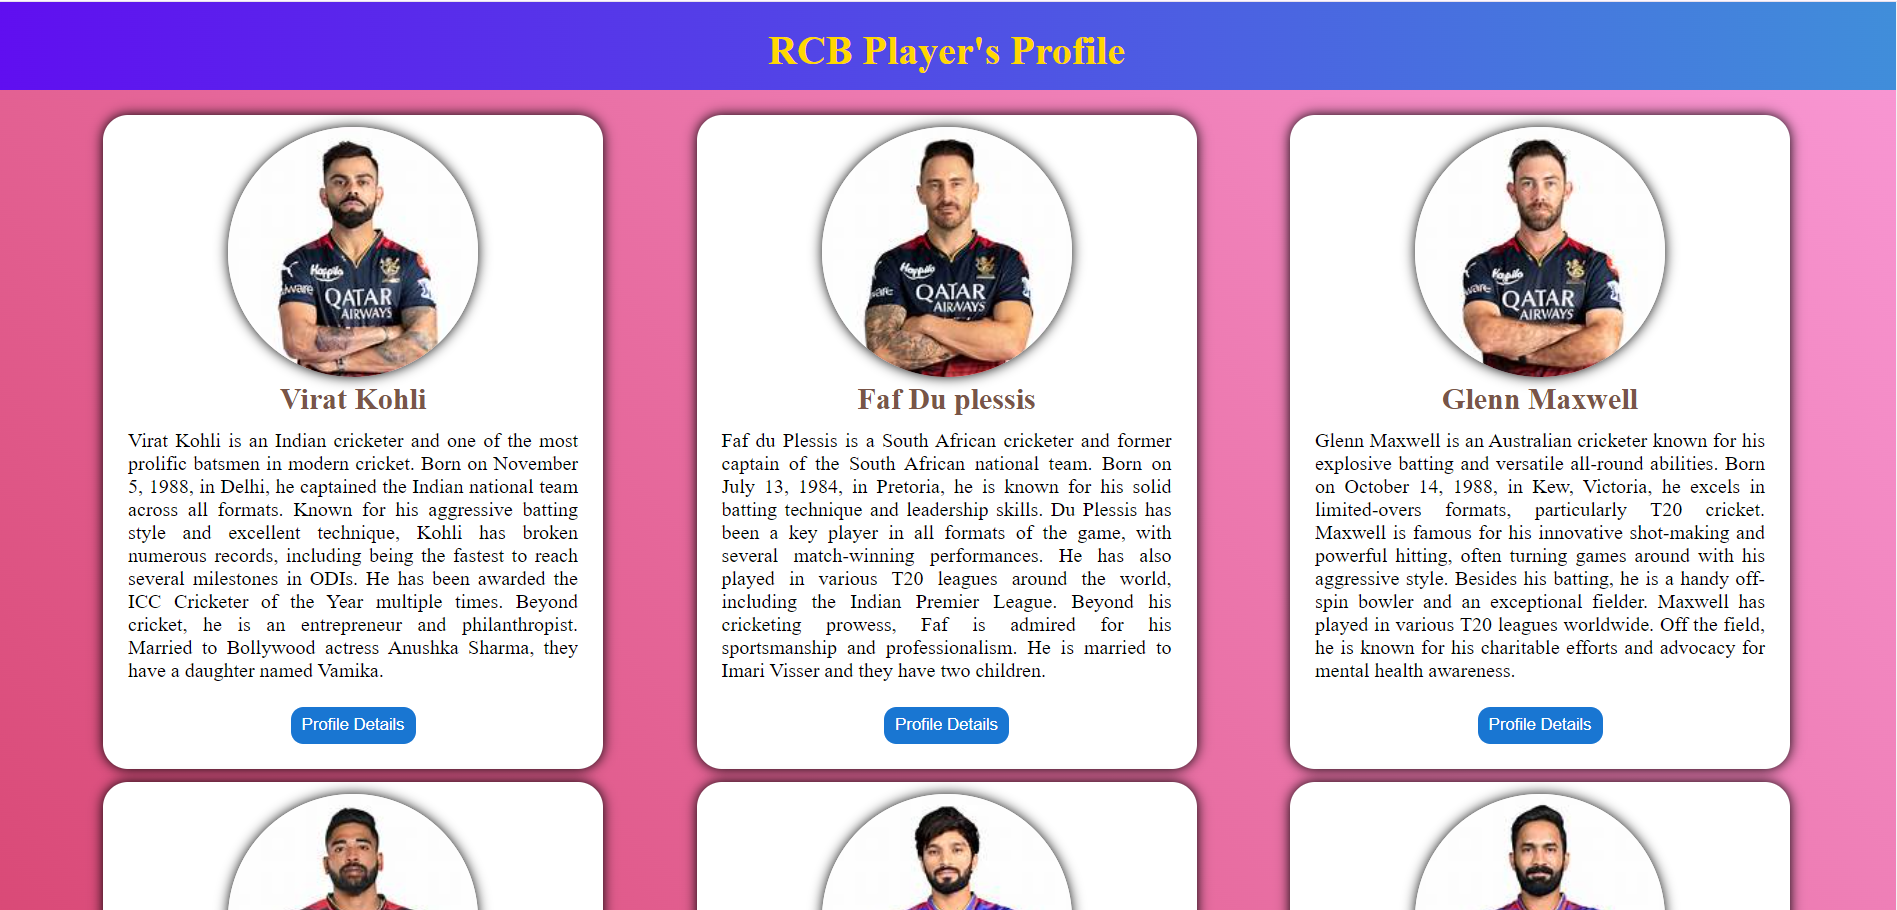 RCB Player's Profile
Happilo
ware
QATAR
AIRWAYS
Happilo
ware
QATAR
AIRWAYS
Happilo
ware
QATAR
AIRWAYS
Virat Kohli
Virat Kohli is an Indian cricketer and one of the most
prolific batsmen in modern cricket. Born on November
5, 1988, in Delhi, he captained the Indian national team
across all formats. Known for his aggressive batting
style and excellent technique, Kohli has broken
numerous records, including being the fastest to reach
several milestones in ODIs. He has been awarded the
ICC Cricketer of the Year multiple times. Beyond
cricket, he is an entrepreneur and philanthropist.
Married to Bollywood actress Anushka Sharma, they
have a daughter named Vamika.
Profile Details
Faf Du plessis
Faf du Plessis is a South African cricketer and former
captain of the South African national team. Born on
July 13, 1984, in Pretoria, he is known for his solid
batting technique and leadership skills. Du Plessis has
been a key player in all formats of the game, with
several match-winning performances. He has also
played in various T20 leagues around the world,
including the Indian Premier League. Beyond his
cricketing prowess, Faf is admired for his
sportsmanship and professionalism. He is married to
Imari Visser and they have two children.
Profile Details
Glenn Maxwell
Glenn Maxwell is an Australian cricketer known for his
explosive batting and versatile all-round abilities. Born
on October 14, 1988, in Kew, Victoria, he excels in
limited-overs formats, particularly T20 cricket.
Maxwell is famous for his innovative shot-making and
powerful hitting, often turning games around with his
aggressive style. Besides his batting, he is a handy off-
spin bowler and an exceptional fielder. Maxwell has
played in various T20 leagues worldwide. Off the field,
he is known for his charitable efforts and advocacy for
mental health awareness.
Profile Details